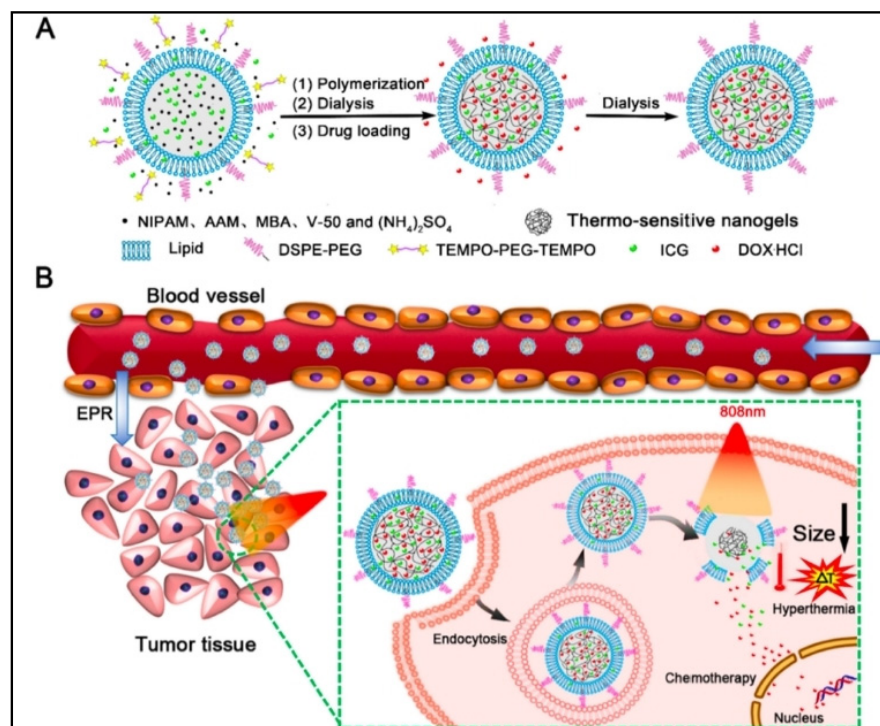 A
(1) Polymerization
(2) Dialysis
(3) Drug loading
Dialysis
NIPAM、AAM、MBA、V-50 and (NH₄)₂SO₄
Thermo-sensitive nanogels
Lipid DSPE-PEG TEMPO-PEG-TEMPO ICG DOX·HCl
B
Blood vessel
EPR
808nm
Size
ΔT
Hyperthermia
Endocytosis
Chemotherapy
Nucleus
Tumor tissue